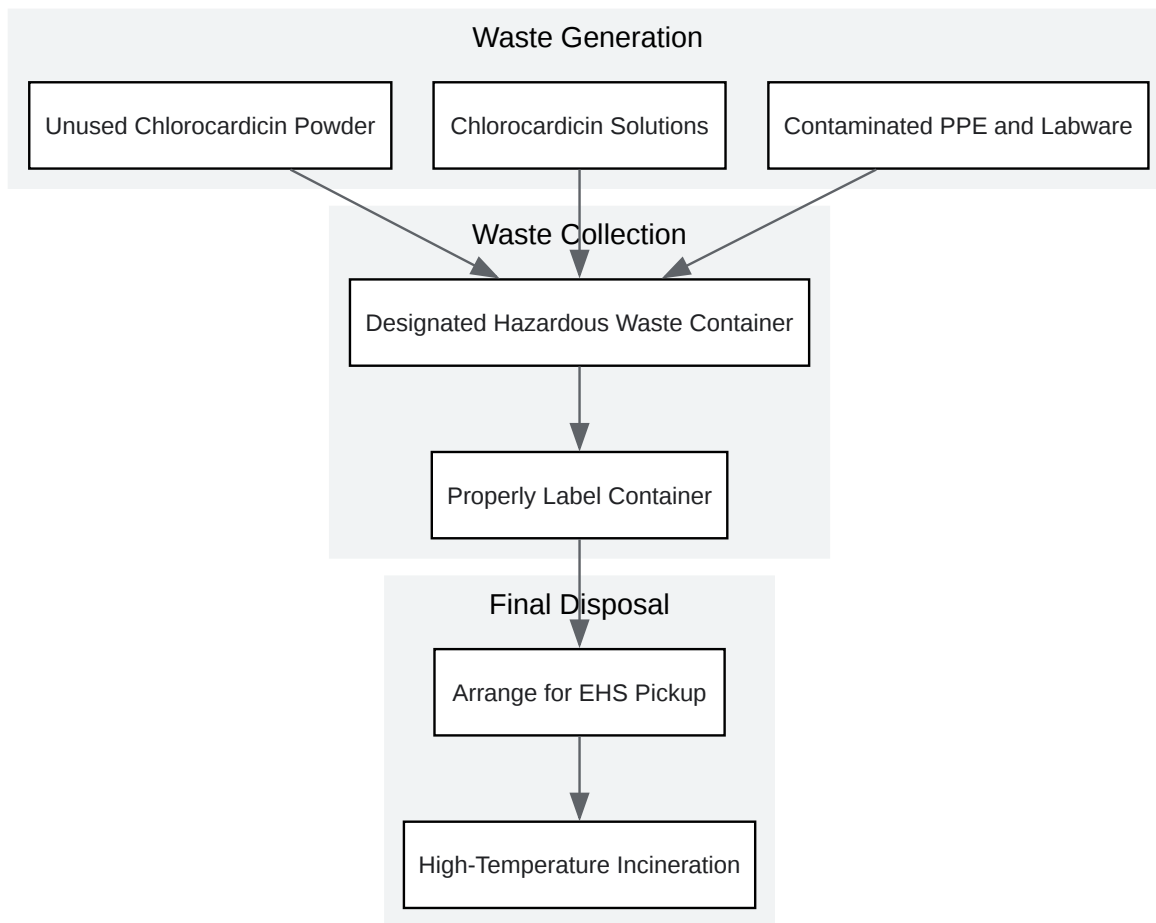 Waste Generation
Unused Chlorocardicin Powder
Chlorocardicin Solutions
Contaminated PPE and Labware
Waste Collection
Designated Hazardous Waste Container
Properly Label Container
Final Disposal
Arrange for EHS Pickup
High-Temperature Incineration